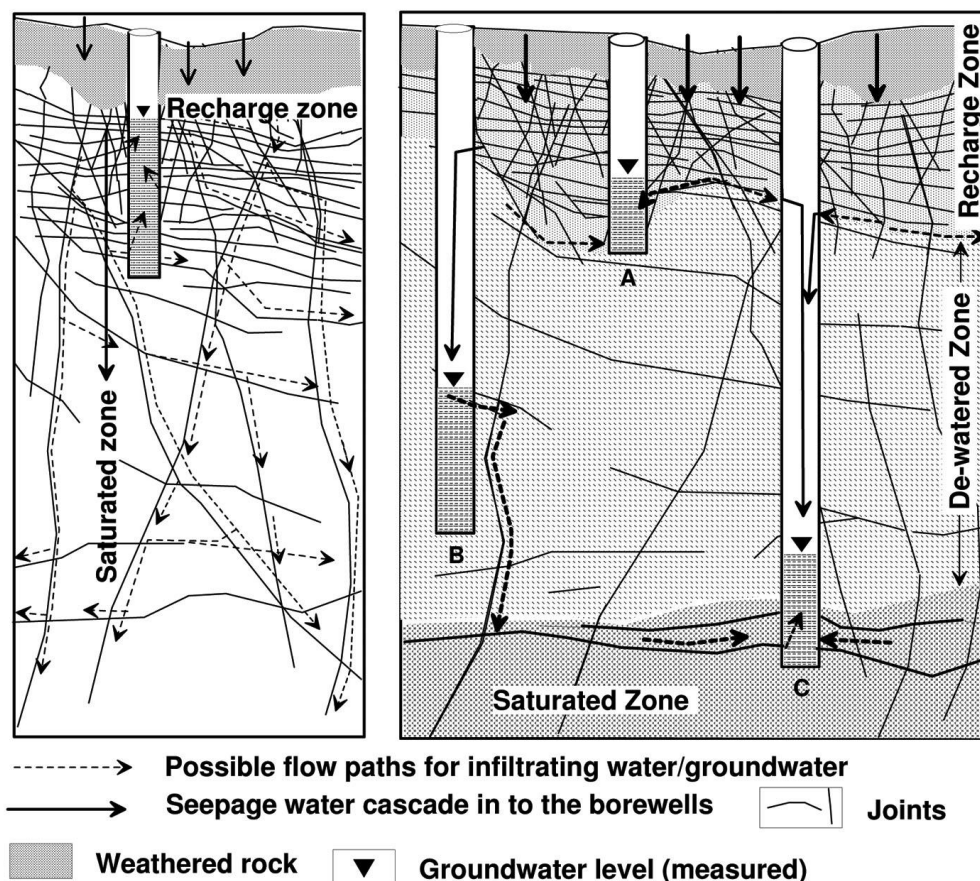 Recharge zone
Saturated zone
Recharge Zone
A
De-watered Zone
B
C
Saturated Zone
Possible flow paths for infiltrating water/groundwater
Seepage water cascade in to the borewells
Joints
Weathered rock
Groundwater level (measured)